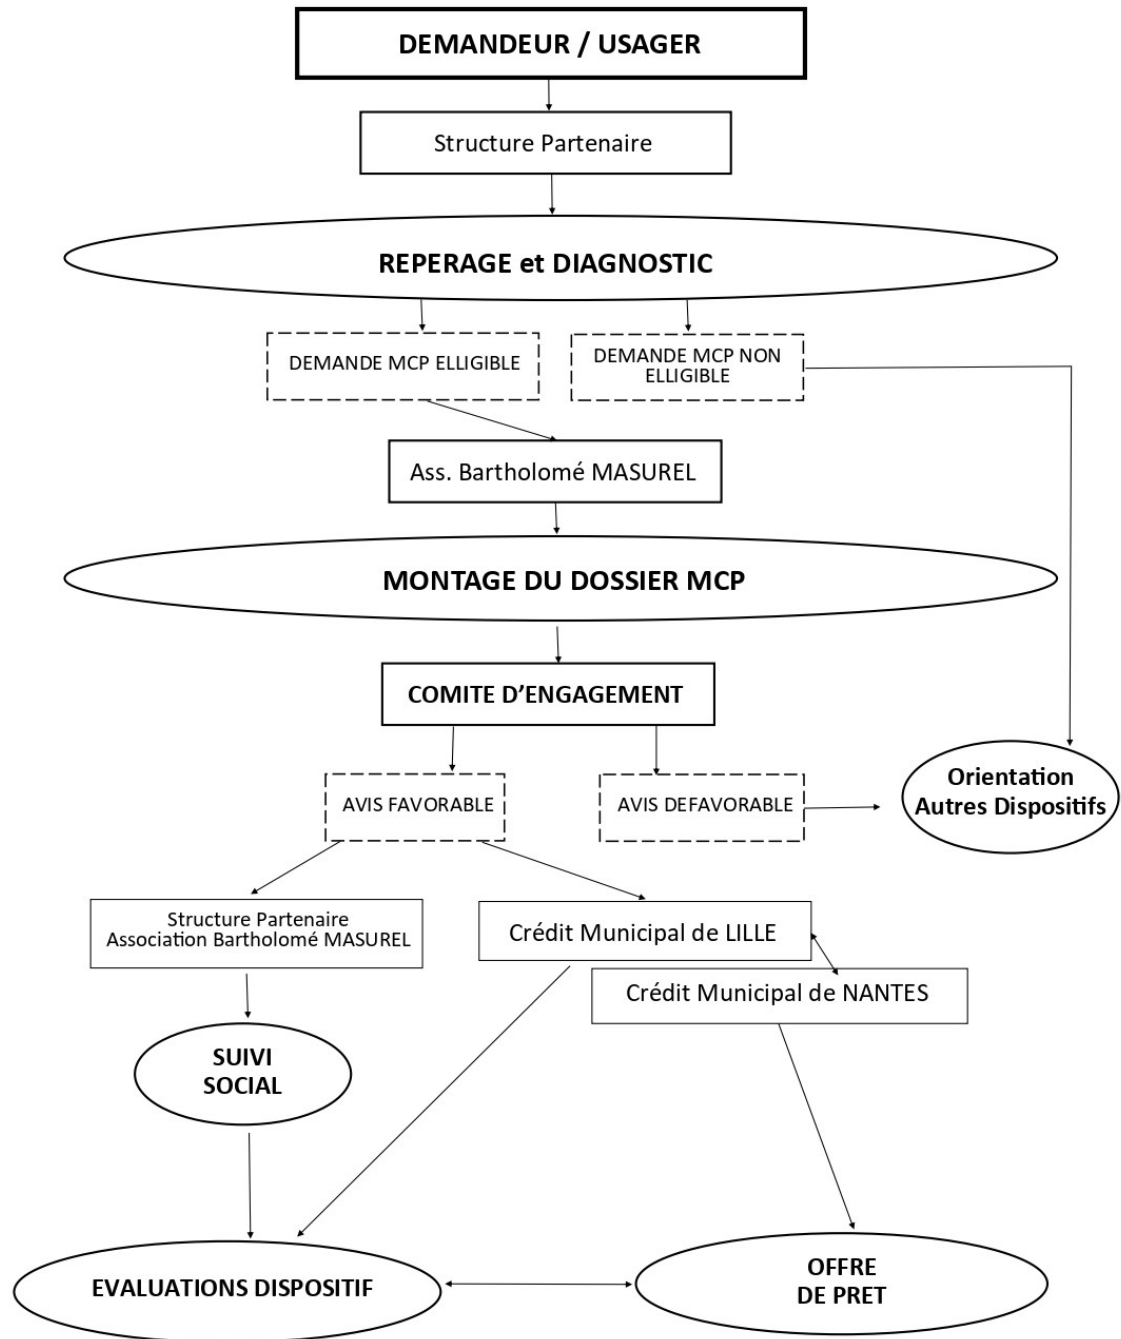 DEMANDEUR / USAGER
Structure Partenaire
REPERAGE et DIAGNOSTIC
DEMANDE MCP ELLIGIBLE
DEMANDE MCP NON
ELLIGIBLE
Ass. Bartholomé MASUREL
MONTAGE DU DOSSIER MCP
COMITE D’ENGAGEMENT
AVIS FAVORABLE
AVIS DEFAVORABLE
Orientation
Autres Dispositifs
Structure Partenaire
Association Bartholomé MASUREL
Crédit Municipal de LILLE
Crédit Municipal de NANTES
SUIVI
SOCIAL
EVALUATIONS DISPOSITIF
OFFRE
DE PRET